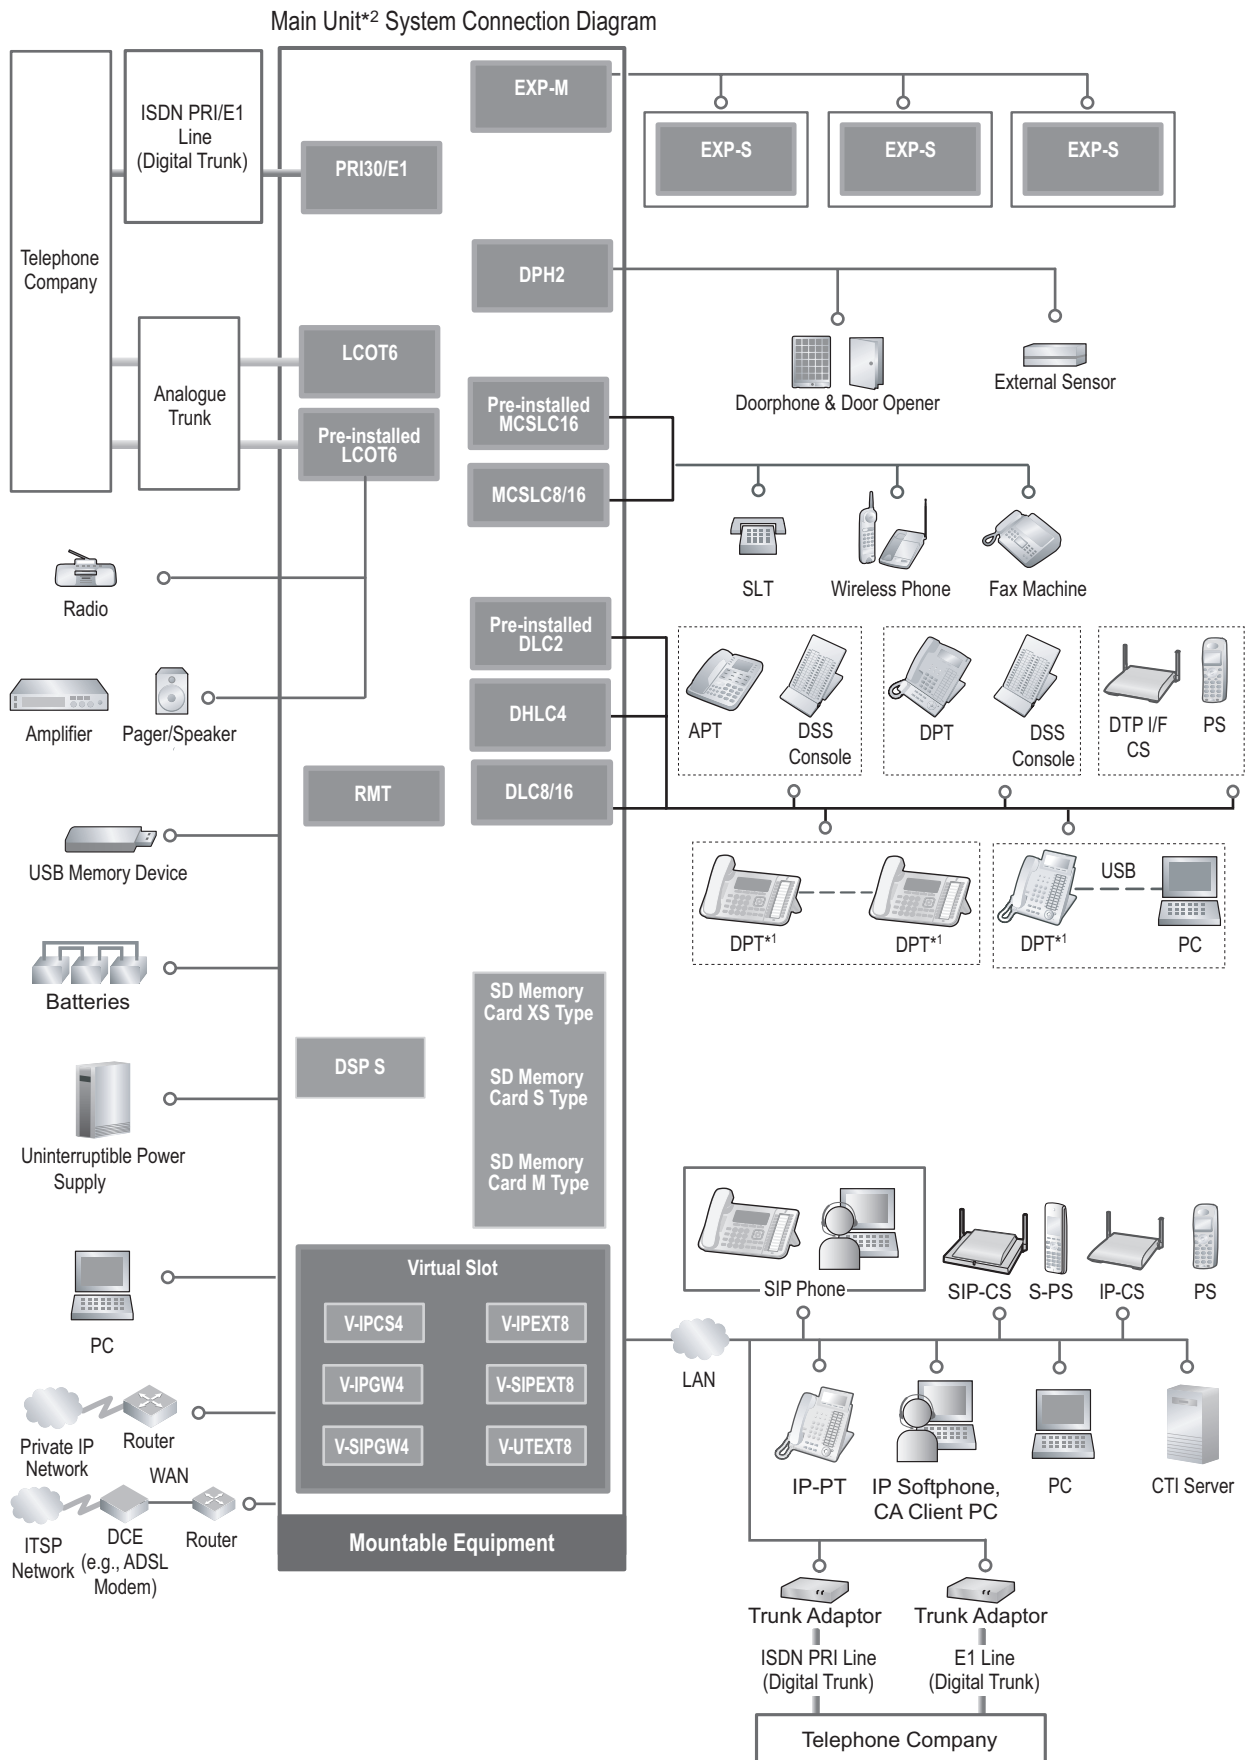 Main Unit*2 System Connection Diagram
EXP-M
EXP-S
EXP-S
EXP-S
ISDN PRI/E1
Line
(Digital Trunk)
PRI30/E1
Telephone
Company
DPH2
Doorphone & Door Opener
External Sensor
Analogue
Trunk
LCOT6
Pre-installed
LCOT6
Pre-installed
MCSLC16
MCSLC8/16
SLT
Wireless Phone
Fax Machine
Radio
Amplifier
Pager/Speaker
Pre-installed
DLC2
DHLC4
DLC8/16
RMT
APT
DSS
Console
DPT
DSS
Console
DTP I/F
CS
PS
USB Memory Device
DPT*1
DPT*1
DPT*1
USB
PC
Batteries
SD Memory
Card XS Type
SD Memory
Card S Type
SD Memory
Card M Type
DSP S
Uninterruptible Power
Supply
PC
Virtual Slot
V-IPCS4
V-IPEXT8
V-IPGW4
V-SIPEXT8
V-SIPGW4
V-UTEXT8
Mountable Equipment
SIP Phone
SIP-CS
S-PS
IP-CS
PS
LAN
IP-PT
IP Softphone,
CA Client PC
PC
CTI Server
Private IP
Network
Router
WAN
ITSP
Network
DCE
(e.g., ADSL
Modem)
Router
Trunk Adaptor
Trunk Adaptor
ISDN PRI Line
(Digital Trunk)
E1 Line
(Digital Trunk)
Telephone Company